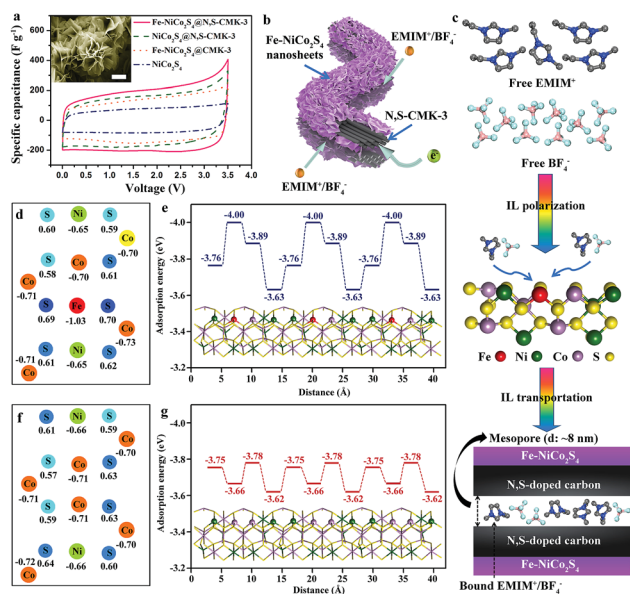 a
Fe-NiCo₂S₄@N,S-CMK-3
NiCo₂S₄@N,S-CMK-3
Fe-NiCo₂S₄@CMK-3
NiCo₂S₄
Specific capacitance (F g⁻¹)
600
400
200
0
-200
0.0 0.5 1.0 1.5 2.0 2.5 3.0 3.5 4.0
Voltage (V)
b
EMIM⁺/BF₄⁻
Fe-NiCo₂S₄
nanosheets
N,S-CMK-3
e⁻
EMIM⁺/BF₄⁻
c
Free EMIM⁺
Free BF₄⁻
IL polarization
Fe Ni Co S
IL transportation
Mesopore (d: ~8 nm)
Fe-NiCo₂S₄
N,S-doped carbon
N,S-doped carbon
Fe-NiCo₂S₄
Bound EMIM⁺/BF₄⁻
d
S Ni S
0.60 -0.65 0.59
Co
-0.70
S Co S
0.58 -0.70 0.61
Co
-0.71
S Fe S
0.69 -1.03 0.70
Co
-0.73
S Ni S
-0.71 0.61 -0.65 0.62
Co
e
Adsorption energy (eV)
-4.0
-3.8
-3.6
-3.4
-3.2
-4.00 -4.00 -4.00
-3.89 -3.89 -3.89
-3.76 -3.76 -3.76
-3.63 -3.63 -3.63
0 5 10 15 20 25 30 35 40
Distance (Å)
f
S Ni S
0.61 -0.66 0.59
Co
-0.70
S Co S
0.57 -0.71 0.63
Co
-0.71
S Co S
0.59 -0.71 0.63
Co
-0.70
S Ni S
-0.72 0.64 -0.66 0.60
Co
g
Adsorption energy (eV)
-4.0
-3.8
-3.6
-3.4
-3.2
-3.75 -3.78 -3.75 -3.78 -3.75 -3.78
-3.66 -3.62 -3.66 -3.62 -3.66 -3.62
0 5 10 15 20 25 30 35 40
Distance (Å)